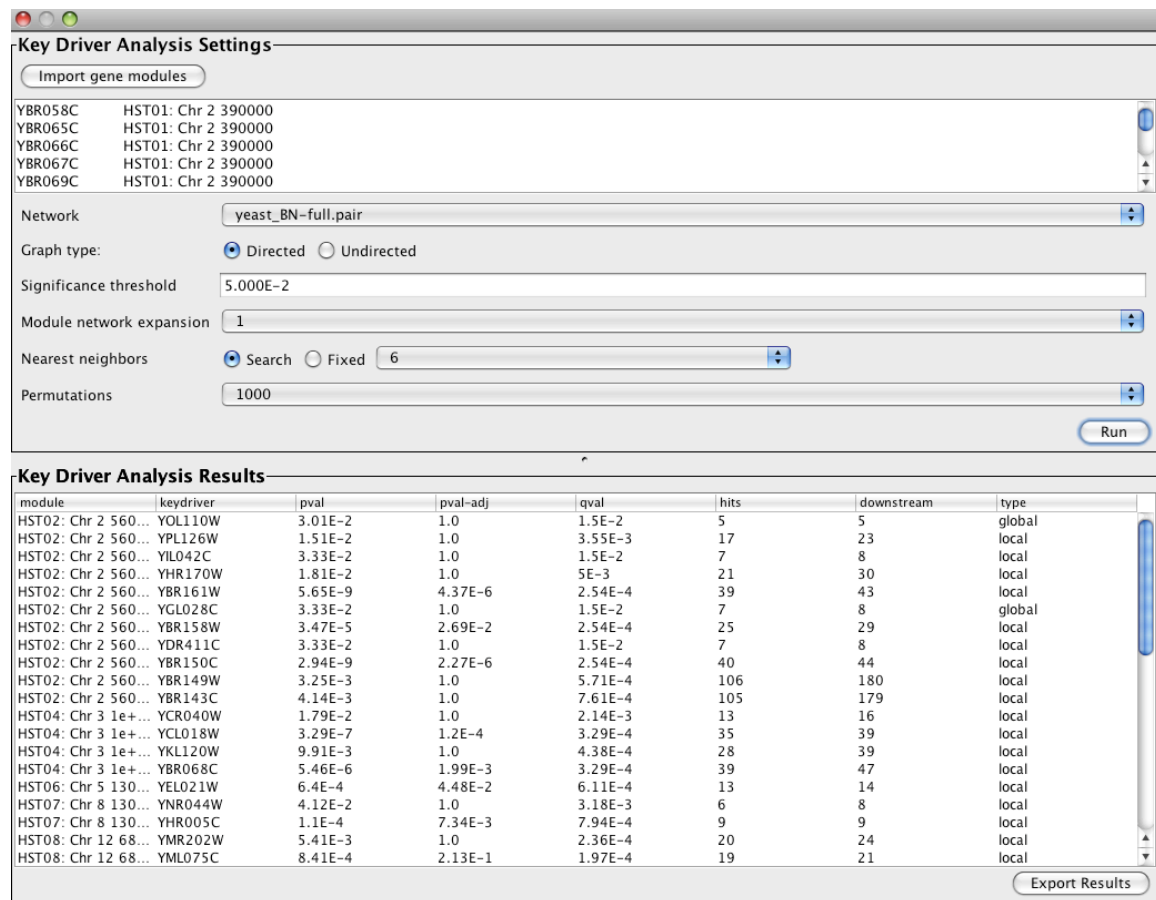 Key Driver Analysis Settings
Import gene modules
YBR058C HST01: Chr 2 390000
YBR065C HST01: Chr 2 390000
YBR066C HST01: Chr 2 390000
YBR067C HST01: Chr 2 390000
YBR069C HST01: Chr 2 390000
Network yeast_BN-full.pair
Graph type: Directed Undirected
Significance threshold 5.000E-2
Module network expansion 1
Nearest neighbors Search Fixed 6
Permutations 1000
Run
Key Driver Analysis Results
module keydriver pval pval-adj qval hits downstream type
HST02: Chr 2 560... YOL110W 3.01E-2 1.0 1.5E-2 5 5 global
HST02: Chr 2 560... YPL126W 1.51E-2 1.0 3.55E-3 17 23 local
HST02: Chr 2 560... YIL042C 3.33E-2 1.0 1.5E-2 7 8 local
HST02: Chr 2 560... YHR170W 1.81E-2 1.0 5E-3 21 30 local
HST02: Chr 2 560... YBR161W 5.65E-9 4.37E-6 2.54E-4 39 43 local
HST02: Chr 2 560... YGL028C 3.33E-2 1.0 1.5E-2 7 8 global
HST02: Chr 2 560... YBR158W 3.47E-5 2.69E-2 2.54E-4 25 29 local
HST02: Chr 2 560... YDR411C 3.33E-2 1.0 1.5E-2 7 8 local
HST02: Chr 2 560... YBR150C 2.94E-9 2.27E-6 2.54E-4 40 44 local
HST02: Chr 2 560... YBR149W 3.25E-3 1.0 5.71E-4 106 180 local
HST02: Chr 2 560... YBR143C 4.14E-3 1.0 7.61E-4 105 179 local
HST04: Chr 3 1e+... YCR040W 1.79E-2 1.0 2.14E-3 13 16 local
HST04: Chr 3 1e+... YCL018W 3.29E-7 1.2E-4 3.29E-4 35 39 local
HST04: Chr 3 1e+... YKL120W 9.91E-3 1.0 4.38E-4 28 39 local
HST04: Chr 3 1e+... YBR068C 5.46E-6 1.99E-3 3.29E-4 39 47 local
HST06: Chr 5 130... YEL021W 6.4E-4 4.48E-2 6.11E-4 13 14 local
HST07: Chr 8 130... YNR044W 4.12E-2 1.0 3.18E-3 6 8 local
HST07: Chr 8 130... YHR005C 1.1E-4 7.34E-3 7.94E-4 9 9 local
HST08: Chr 12 68... YMR202W 5.41E-3 1.0 2.36E-4 20 24 local
HST08: Chr 12 68... YML075C 8.41E-4 2.13E-1 1.97E-4 19 21 local
Export Results